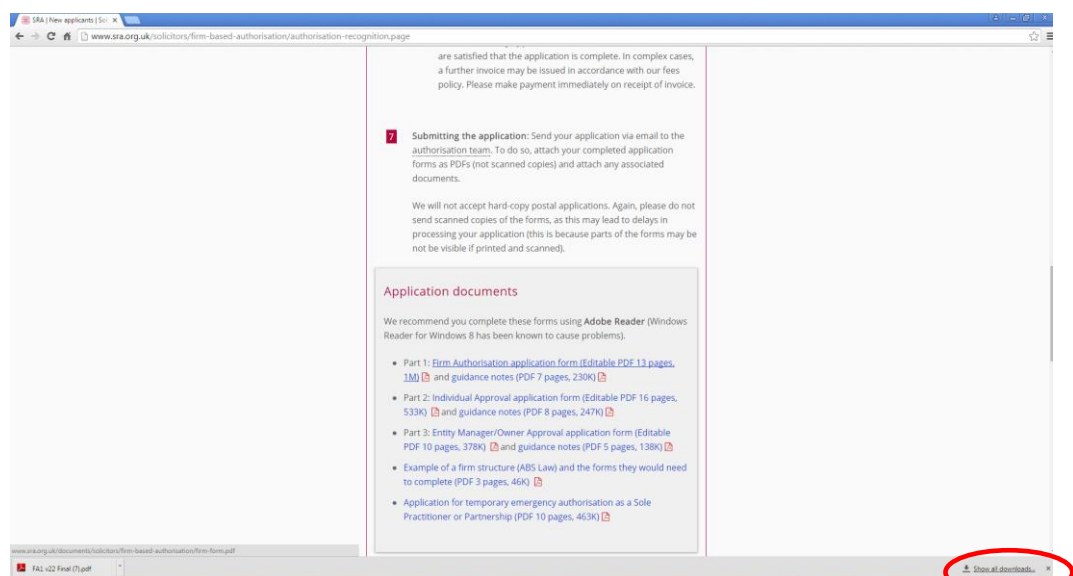 SRA | New applicants | Sol
www.sra.org.uk/solicitors/firm-based-authorisation/authorisation-recognition.page
are satisfied that the application is complete. In complex cases,
a further invoice may be issued in accordance with our fees
policy. Please make payment immediately on receipt of invoice.
7 Submitting the application: Send your application via email to the
authorisation team. To do so, attach your completed application
forms as PDFs (not scanned copies) and attach any associated
documents.
We will not accept hard-copy postal applications. Again, please do not
send scanned copies of the forms, as this may lead to delays in
processing your application (this is because parts of the forms may be
not be visible if printed and scanned).
Application documents
We recommend you complete these forms using Adobe Reader (Windows
Reader for Windows 8 has been known to cause problems).
• Part 1: Firm Authorisation application form (Editable PDF 13 pages,
1M) and guidance notes (PDF 7 pages, 230K)
• Part 2: Individual Approval application form (Editable PDF 16 pages,
533K) and guidance notes (PDF 8 pages, 247K)
• Part 3: Entity Manager/Owner Approval application form (Editable
PDF 10 pages, 378K) and guidance notes (PDF 5 pages, 138K)
• Example of a firm structure (ABS Law) and the forms they would need
to complete (PDF 3 pages, 46K)
• Application for temporary emergency authorisation as a Sole
Practitioner or Partnership (PDF 10 pages, 463K)
www.sra.org.uk/documents/solicitors/firm-based-authorisation/firm-form.pdf
FA1 v22 Final (7).pdf
Show all downloads...